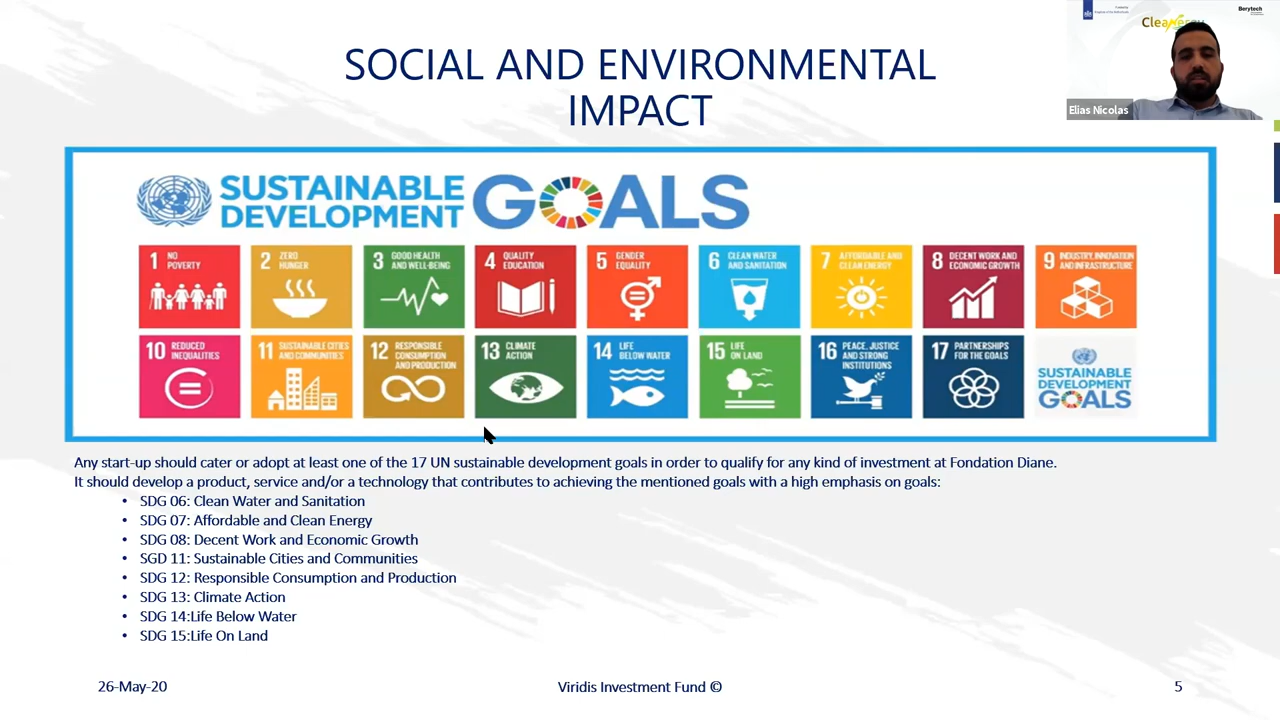 SOCIAL AND ENVIRONMENTAL
IMPACT
Berytech
Elias Nicolas
SUSTAINABLE
DEVELOPMENT
GOALS
1 NO
POVERTY
2 ZERO
HUNGER
3 GOOD HEALTH
AND WELL-BEING
4 QUALITY
EDUCATION
5 GENDER
EQUALITY
6 CLEAN WATER
AND SANITATION
7 AFFORDABLE AND
CLEAN ENERGY
8 DECENT WORK AND
ECONOMIC GROWTH
9 INDUSTRY, INNOVATION
AND INFRASTRUCTURE
10 REDUCED
INEQUALITIES
11 SUSTAINABLE CITIES
AND COMMUNITIES
12 RESPONSIBLE
CONSUMPTION
AND PRODUCTION
13 CLIMATE
ACTION
14 LIFE
BELOW WATER
15 LIFE
ON LAND
16 PEACE, JUSTICE
AND STRONG
INSTITUTIONS
17 PARTNERSHIPS
FOR THE GOALS
SUSTAINABLE
DEVELOPMENT
GOALS
Any start-up should cater or adopt at least one of the 17 UN sustainable development goals in order to qualify for any kind of investment at Fondation Diane.
It should develop a product, service and/or a technology that contributes to achieving the mentioned goals with a high emphasis on goals:
• SDG 06: Clean Water and Sanitation
• SDG 07: Affordable and Clean Energy
• SDG 08: Decent Work and Economic Growth
• SGD 11: Sustainable Cities and Communities
• SDG 12: Responsible Consumption and Production
• SDG 13: Climate Action
• SDG 14:Life Below Water
• SDG 15:Life On Land
26-May-20
Viridis Investment Fund ©
5